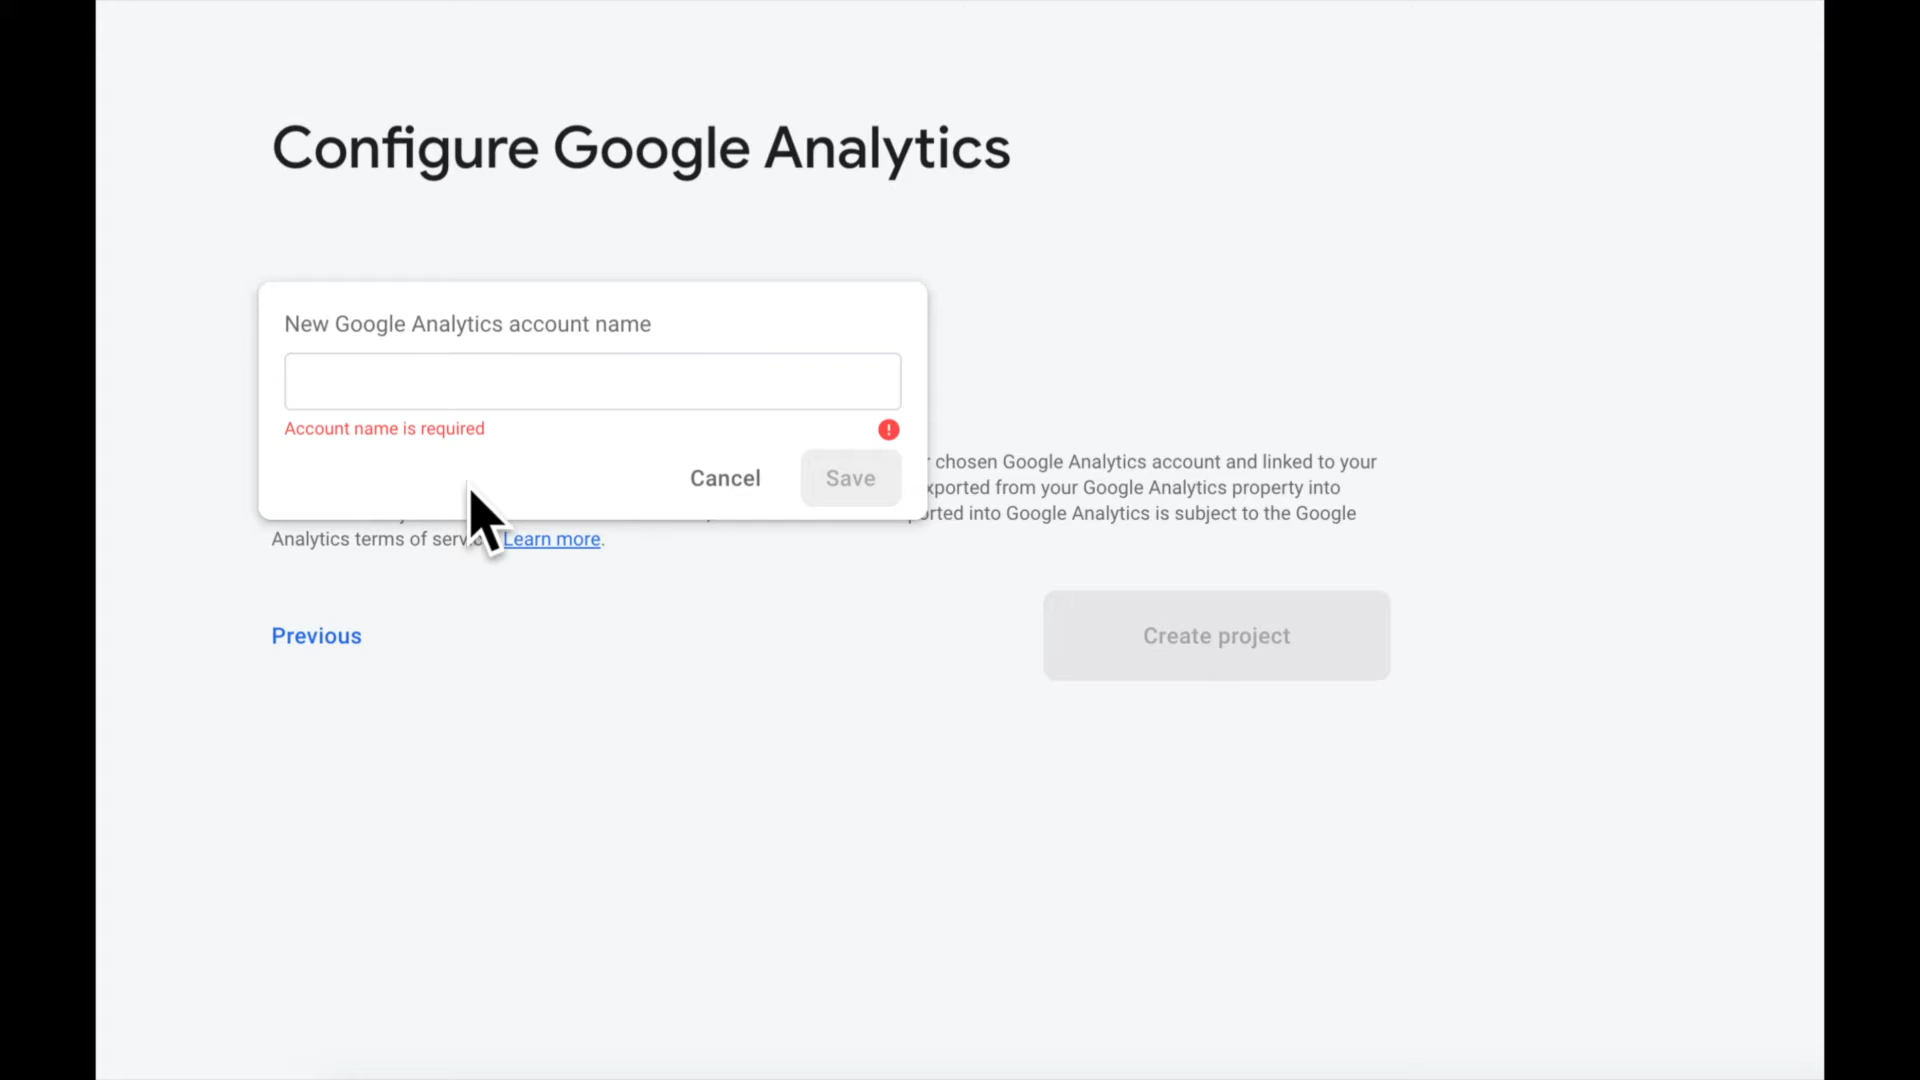 Configure Google Analytics
New Google Analytics account name
Account name is required
Cancel
Save
chosen Google Analytics account and linked to your
xported from your Google Analytics property into
orted into Google Analytics is subject to the Google
Analytics terms of servic Learn more.
Previous
Create project